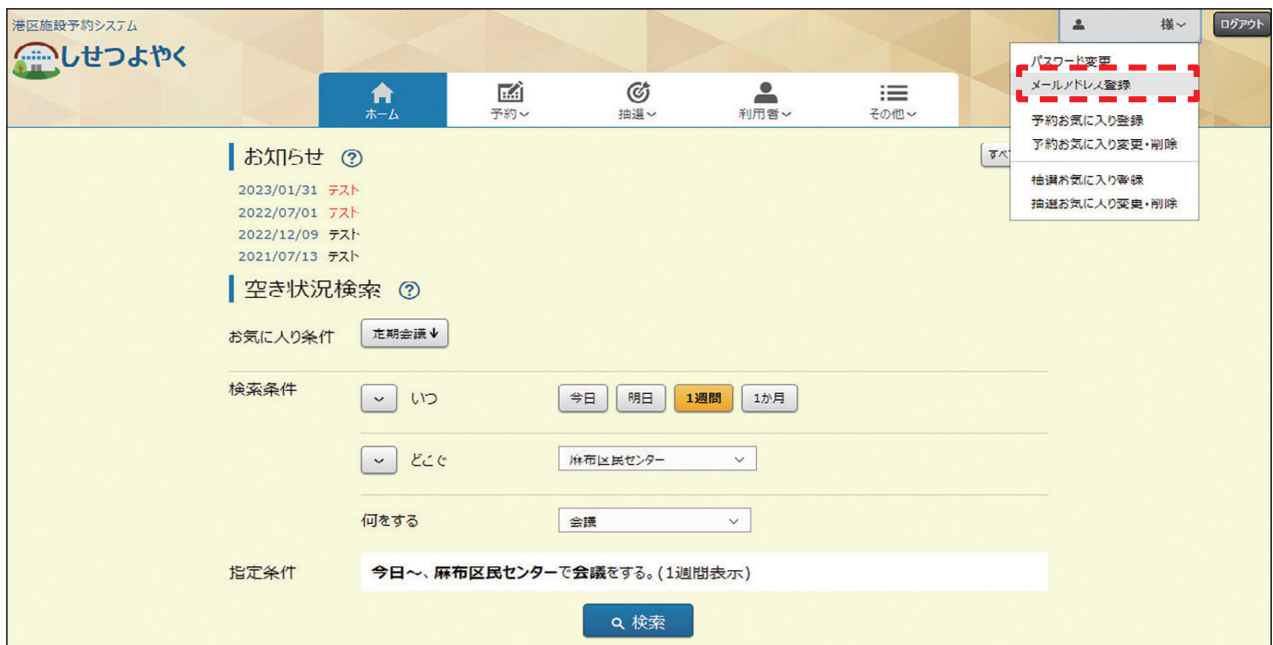 港区施設予約システム
しせつよやく
様
ログアウト
パスワード変更
メールアドレス登録
予約お気に入り登録
予約お気に入り変更・削除
抽選お気に入り登録
抽選お気に入り変更・削除
ホーム
予約
抽選
利用者
その他
お知らせ ?
すべ
2023/01/31 テスト
2022/07/01 テスト
2022/12/09 テスト
2021/07/13 テスト
空き状況検索 ?
お気に入り条件 定期会議↓
検索条件 いつ 今日 明日 1週間 1か月
どこで 麻布区民センター
何をする 会議
指定条件 今日～、麻布区民センターで会議をする。(1週間表示)
検索